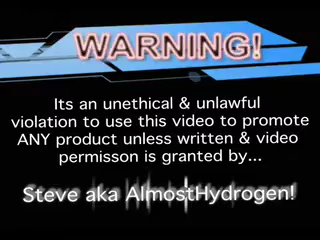 WARNING!
Its an unethical & unlawful
violation to use this video to promote
ANY product unless written & video
permisson is granted by...
Steve aka AlmostHydrogen!